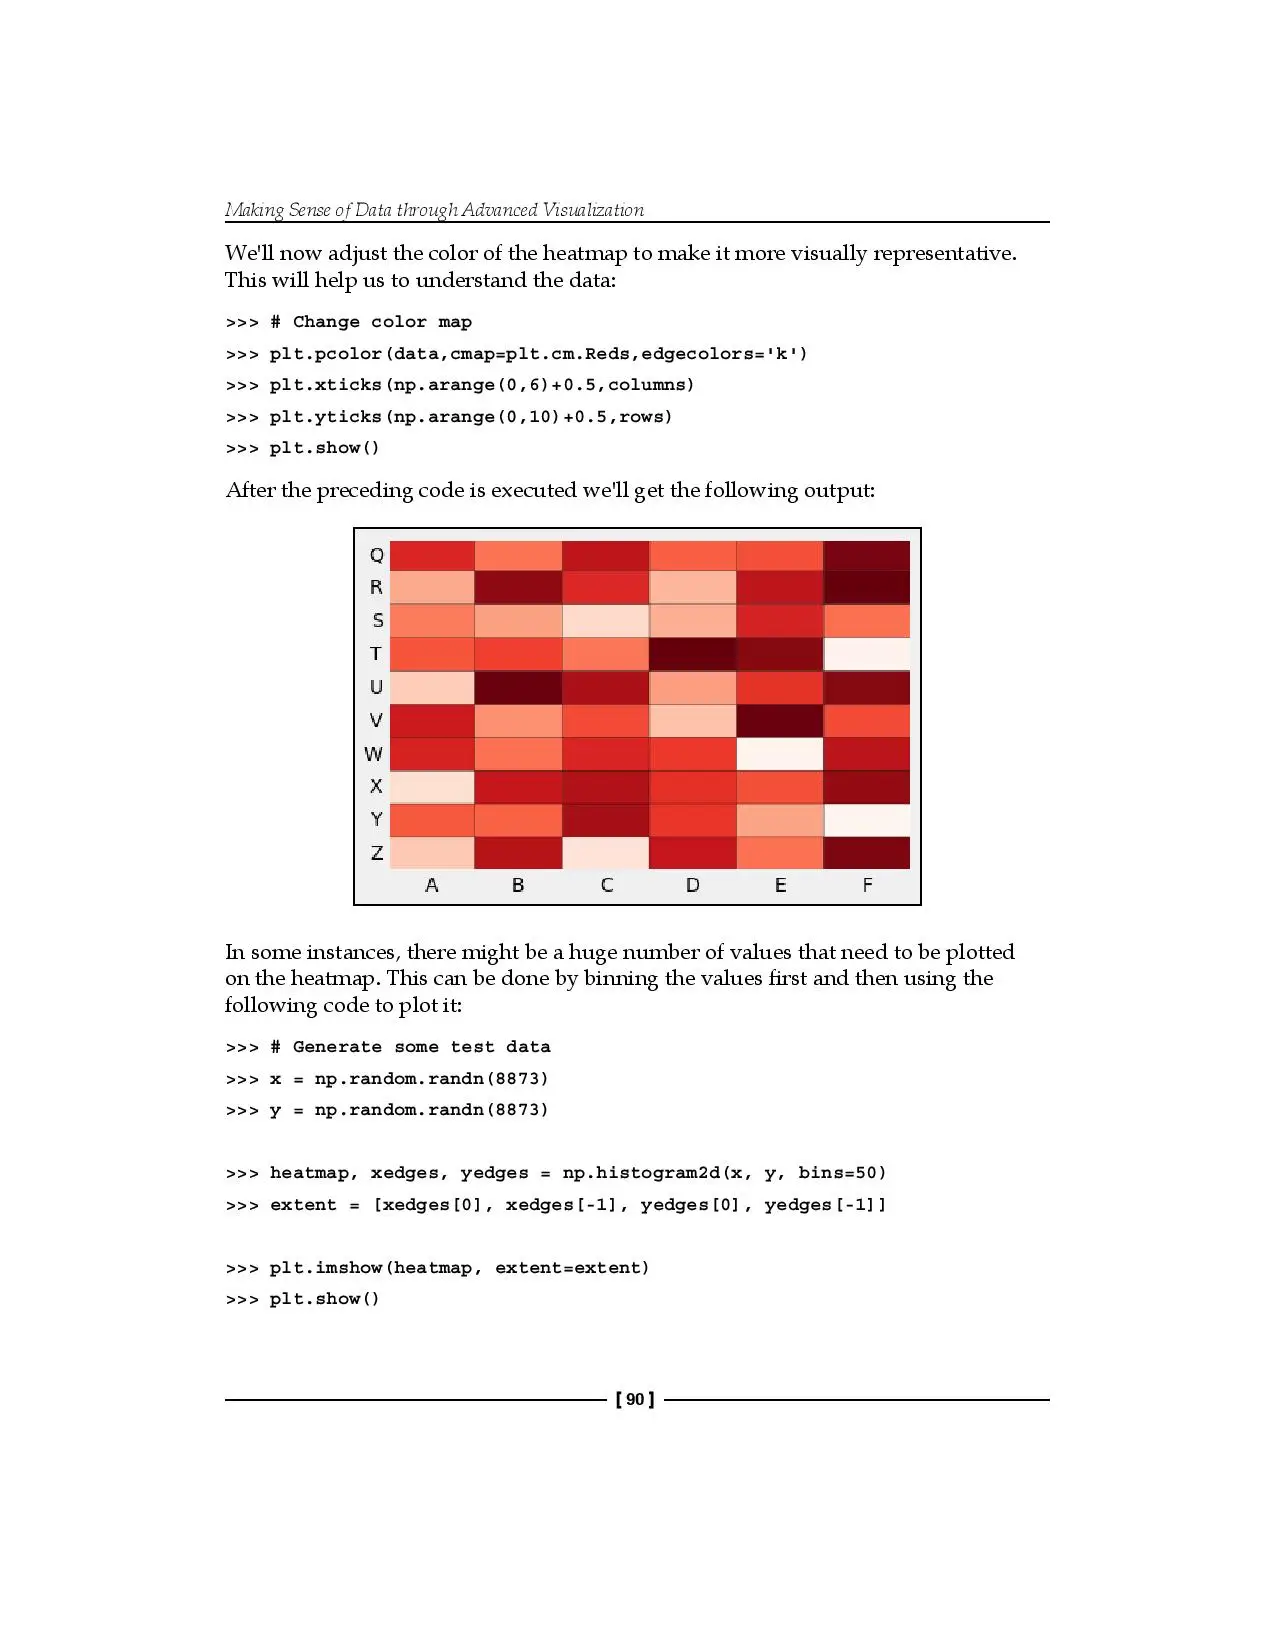 Making Sense of Data through Advanced Visualization
We'll now adjust the color of the heatmap to make it more visually representative.
This will help us to understand the data:
>>> # Change color map
>>> plt.pcolor(data,cmap=plt.cm.Reds,edgecolors='k')
>>> plt.xticks(np.arange(0,6)+0.5,columns)
>>> plt.yticks(np.arange(0,10)+0.5,rows)
>>> plt.show()
After the preceding code is executed we'll get the following output:
Q
R
S
T
U
V
W
X
Y
Z
A B C D E F
In some instances, there might be a huge number of values that need to be plotted
on the heatmap. This can be done by binning the values first and then using the
following code to plot it:
>>> # Generate some test data
>>> x = np.random.randn(8873)
>>> y = np.random.randn(8873)
>>> heatmap, xedges, yedges = np.histogram2d(x, y, bins=50)
>>> extent = [xedges[0], xedges[-1], yedges[0], yedges[-1]]
>>> plt.imshow(heatmap, extent=extent)
>>> plt.show()
[ 90 ]